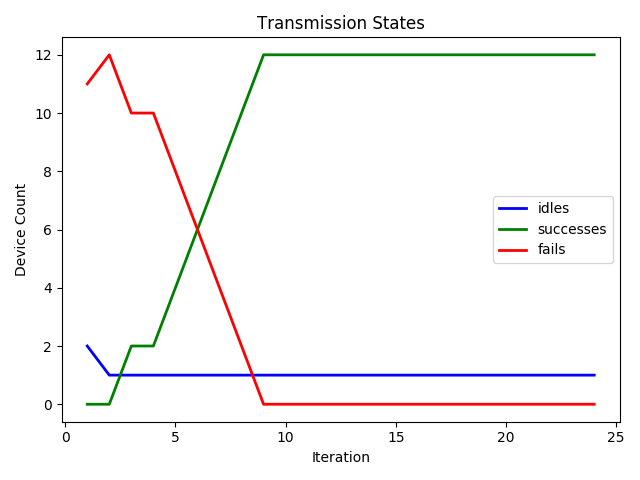 Transmission States
12
10
8
6
4
2
0
Device Count
idles
successes
fails
0 5 10 15 20 25
Iteration